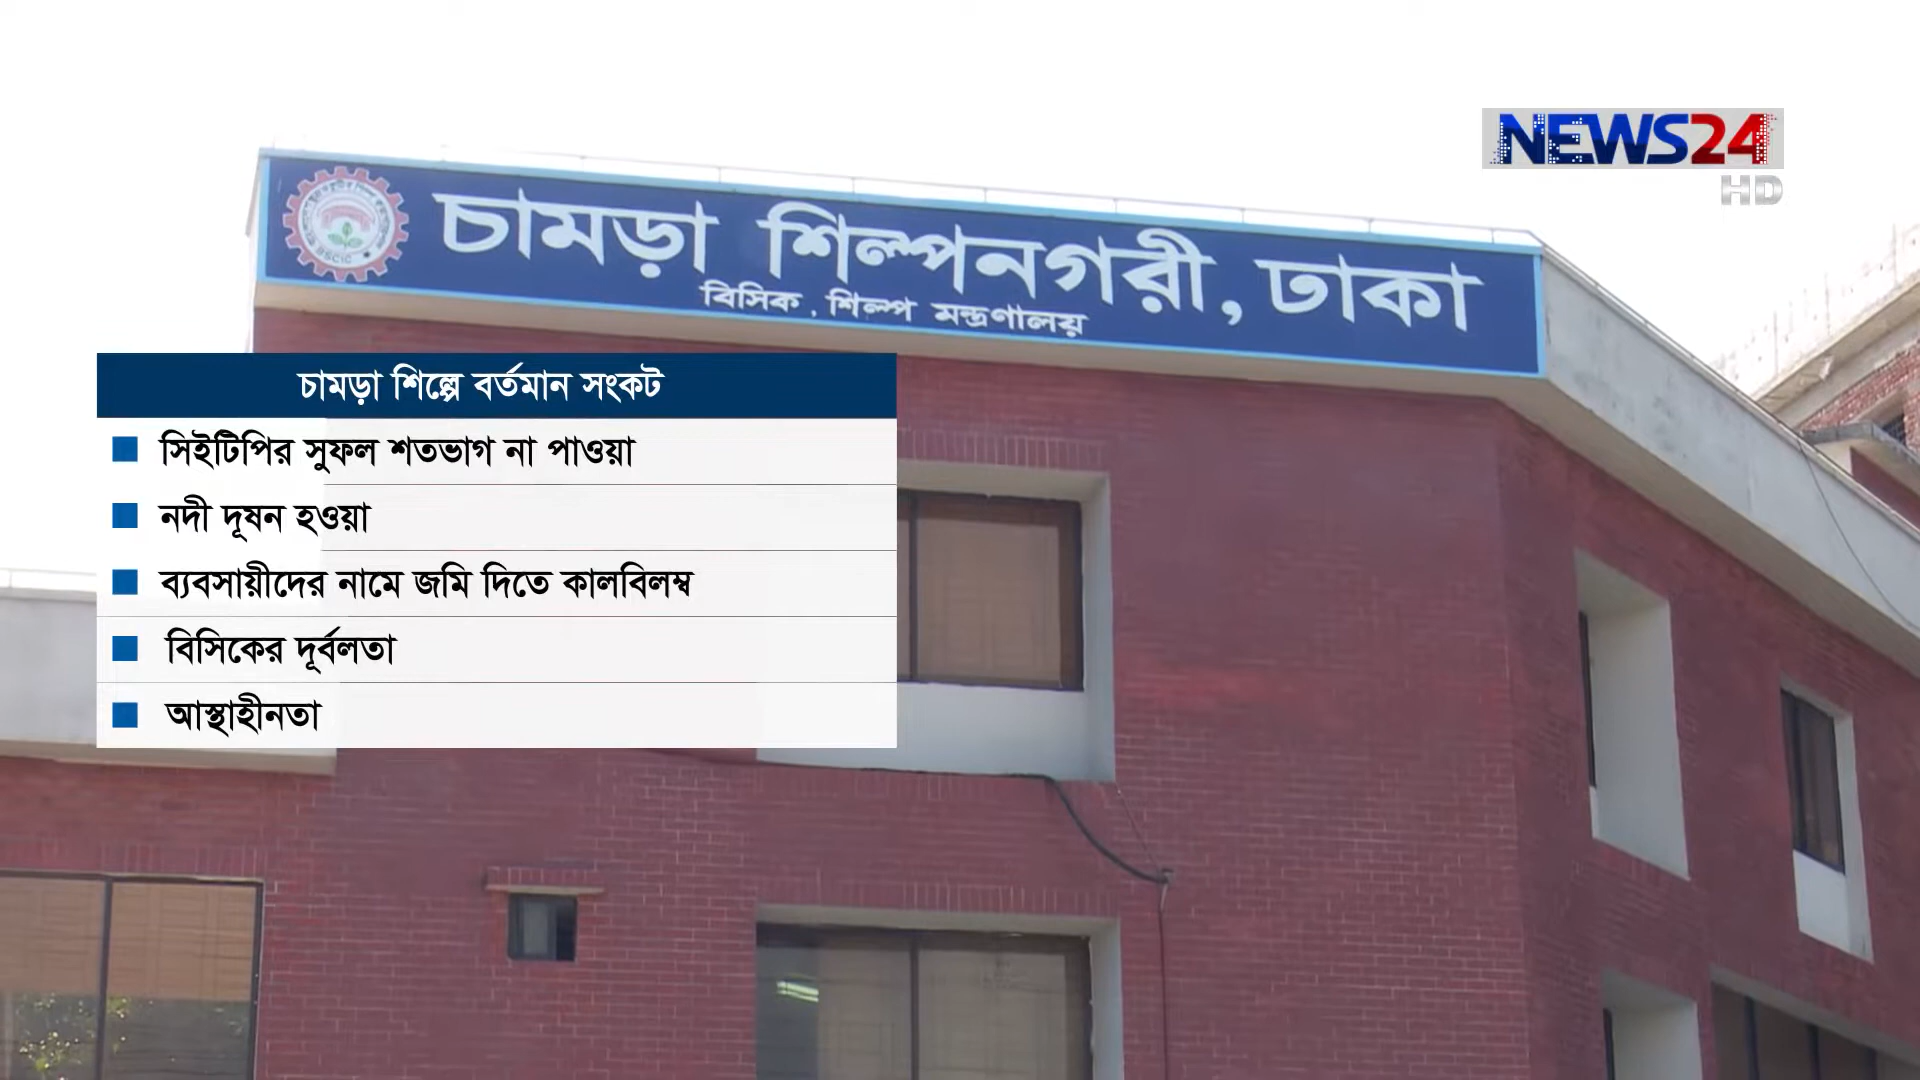 NEWS24
HD
চামড়া শিল্পনগরী, ঢাকা
বিসিক, শিল্প মন্ত্রণালয়
BSCIC
চামড়া শিল্পে বর্তমান সংকট
সিইটিপির সুফল শতভাগ না পাওয়া
নদী দূষন হওয়া
ব্যবসায়ীদের নামে জমি দিতে কালবিলম্ব
বিসিকের দূর্বলতা
আস্থাহীনতা